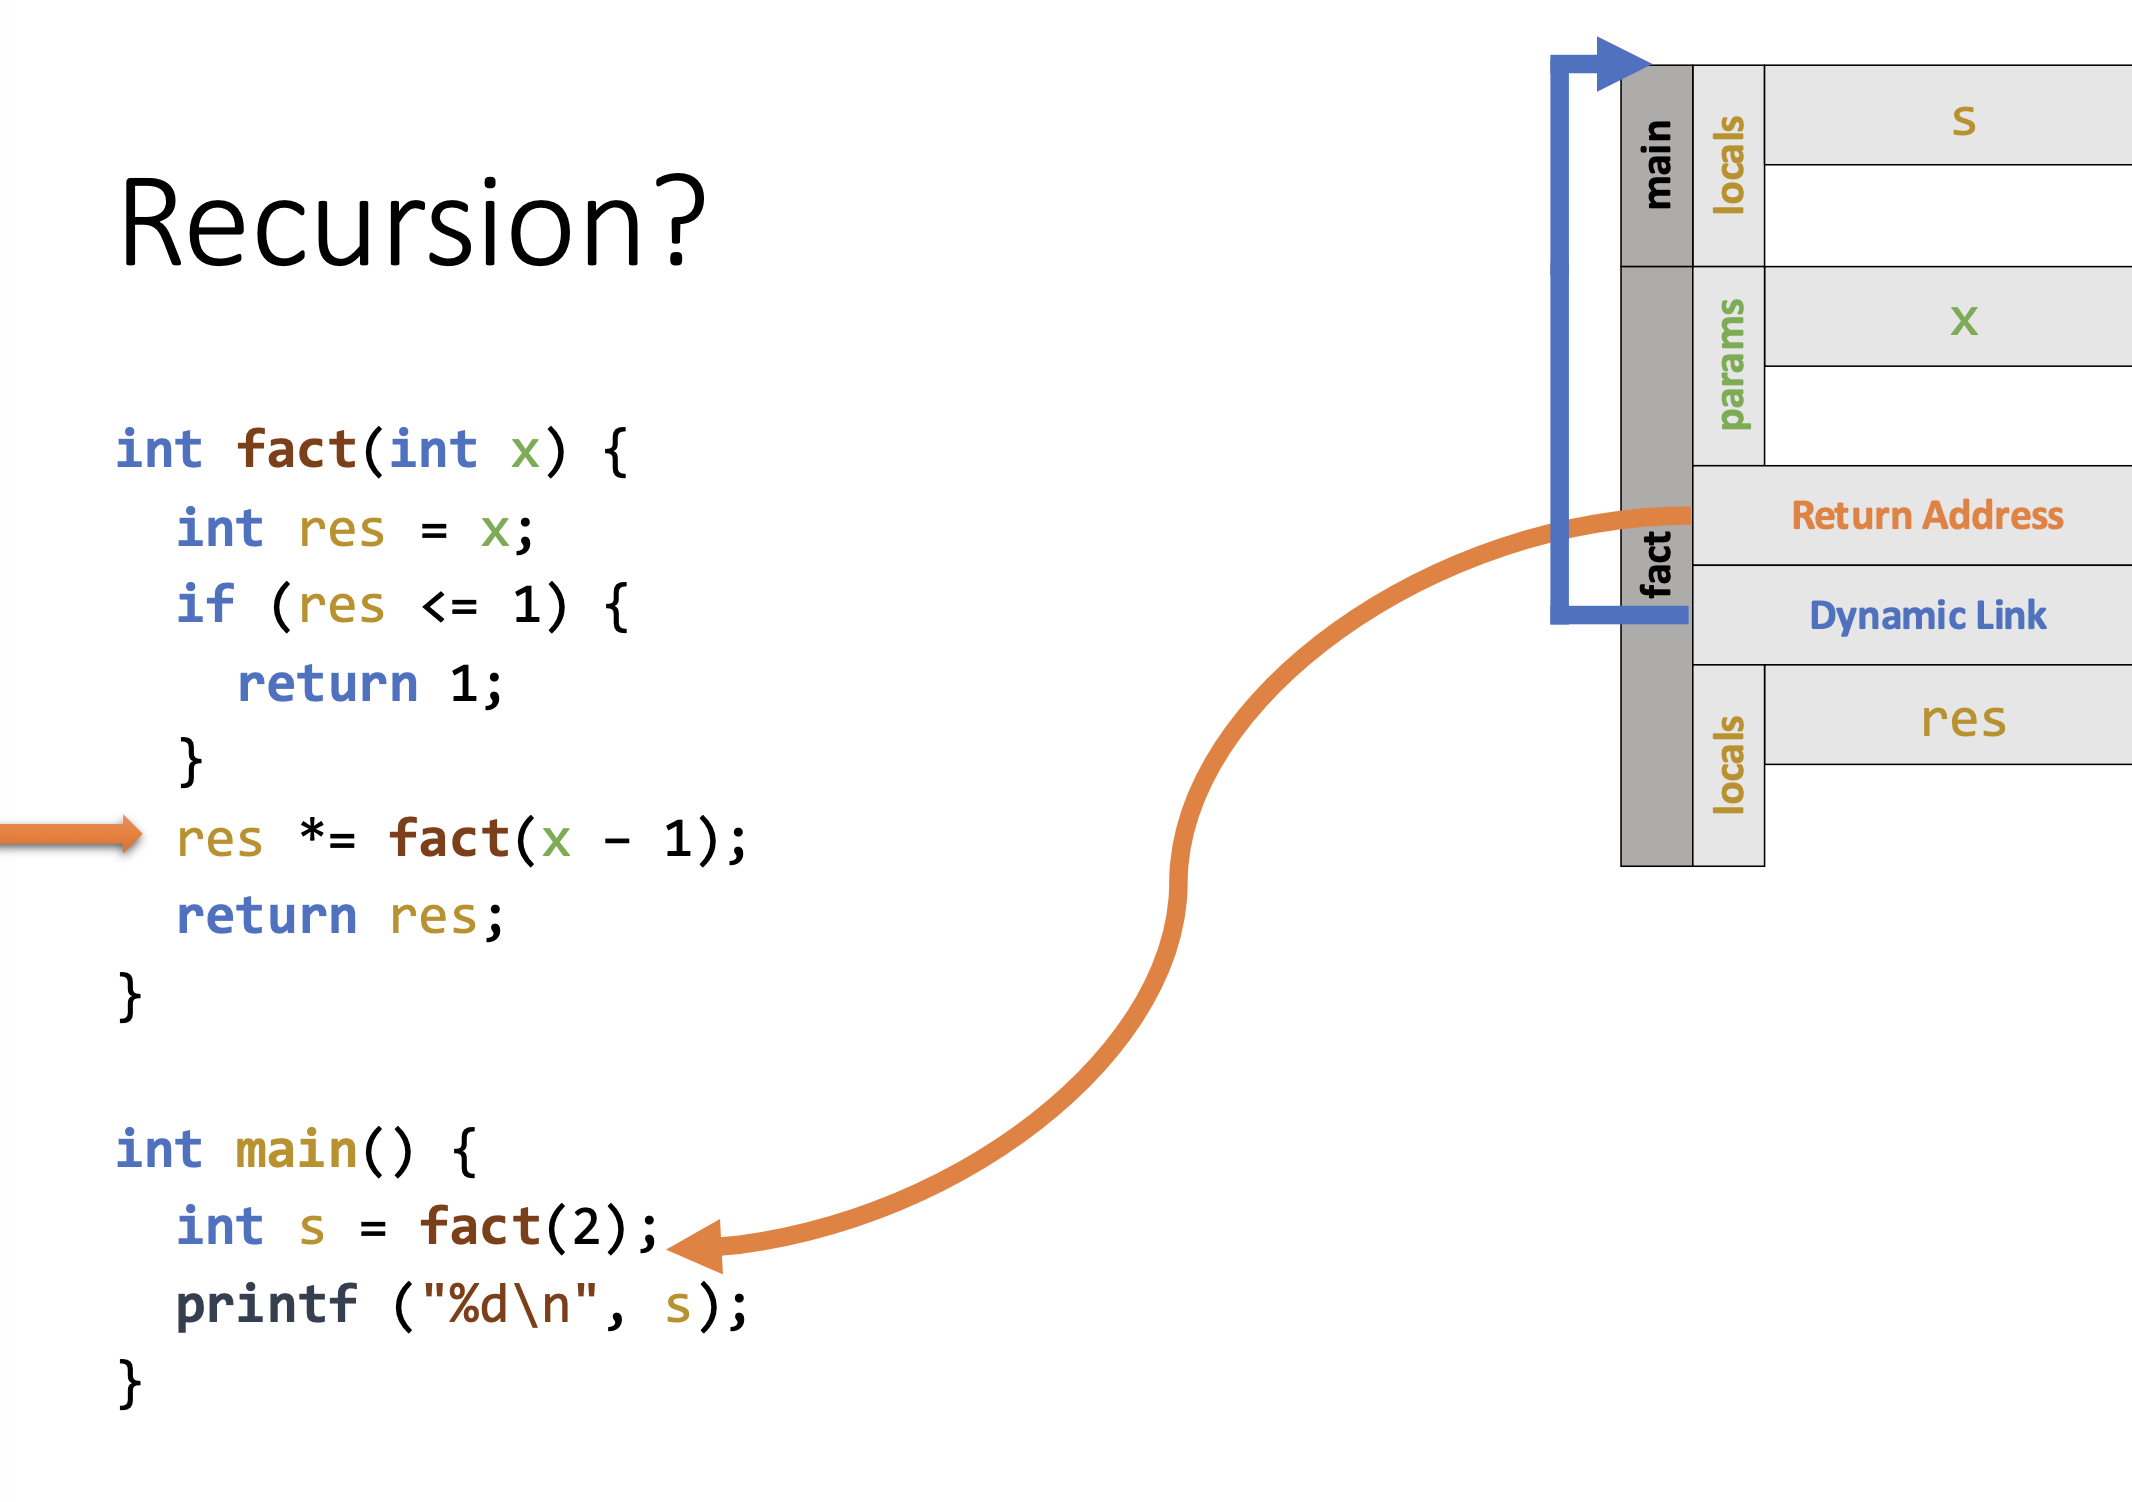 Recursion?
int fact(int x) {
  int res = x;
  if (res <= 1) {
    return 1;
  }
  res *= fact(x – 1);
  return res;
}
int main() {
  int s = fact(2);
  printf ("%d\n", s);
}
main
locals
s
fact
params
x
Return Address
Dynamic Link
locals
res